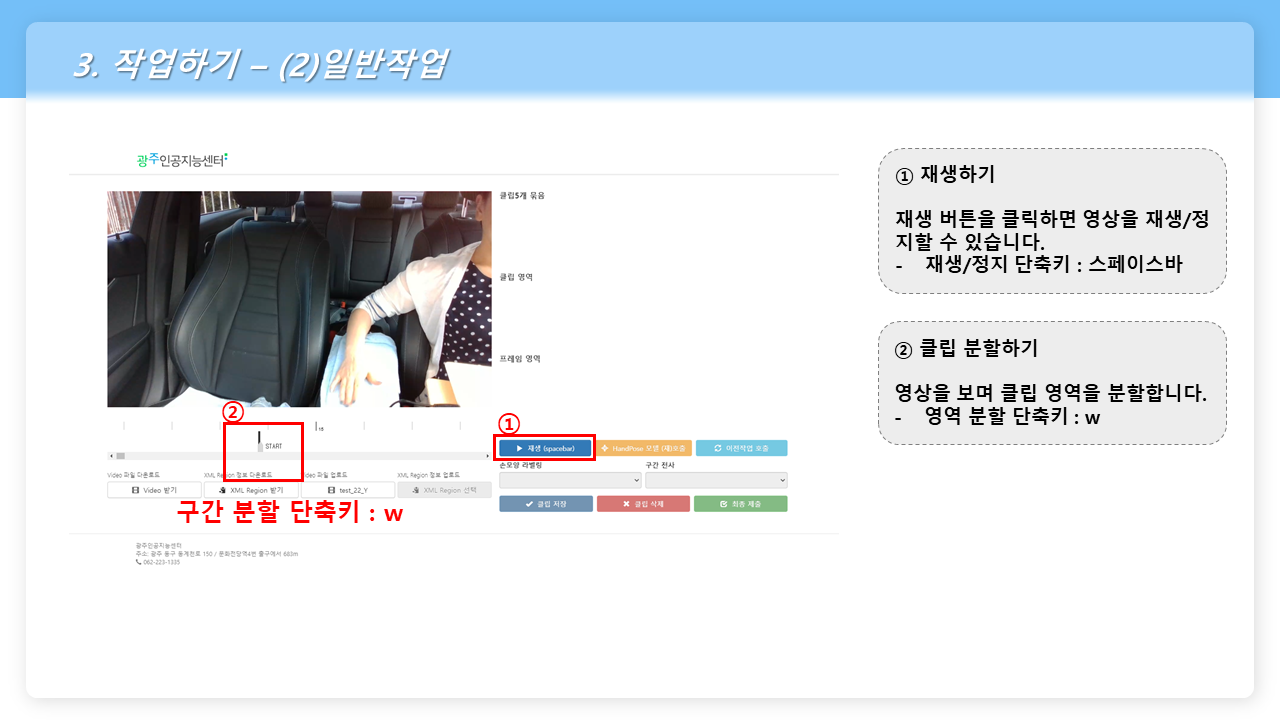 3. 작업하기 – (2)일반작업
광주인공지능센터
클립5개 묶음
클립 영역
프레임 영역
②
15
START
①
재생 (spacebar)
HandPose 모델 (재)호출
이전작업 호출
Video 파일 다운로드
XML Region 정보 다운로드
Video 파일 업로드
XML Region 정보 업로드
손모양 라벨링
구간 전사
Video 받기
XML Region 받기
test_22_Y
XML Region 선택
클립 저장
클립 삭제
최종 제출
구간 분할 단축키 : w
광주인공지능센터
주소: 광주 동구 동계천로 150 / 문화전당역4번 출구에서 683m
062-223-1335
① 재생하기
재생 버튼을 클릭하면 영상을 재생/정
지할 수 있습니다.
- 재생/정지 단축키 : 스페이스바
② 클립 분할하기
영상을 보며 클립 영역을 분할합니다.
- 영역 분할 단축키 : w